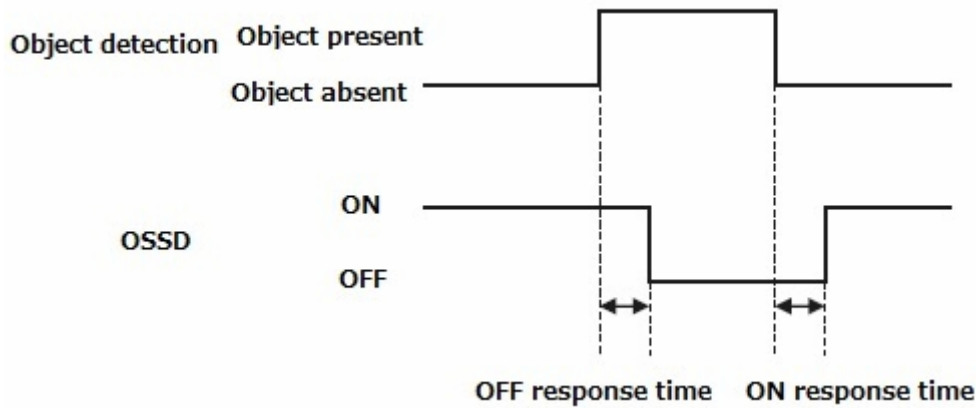 Object detection
Object present
Object absent
OSSD
ON
OFF
OFF response time
ON response time